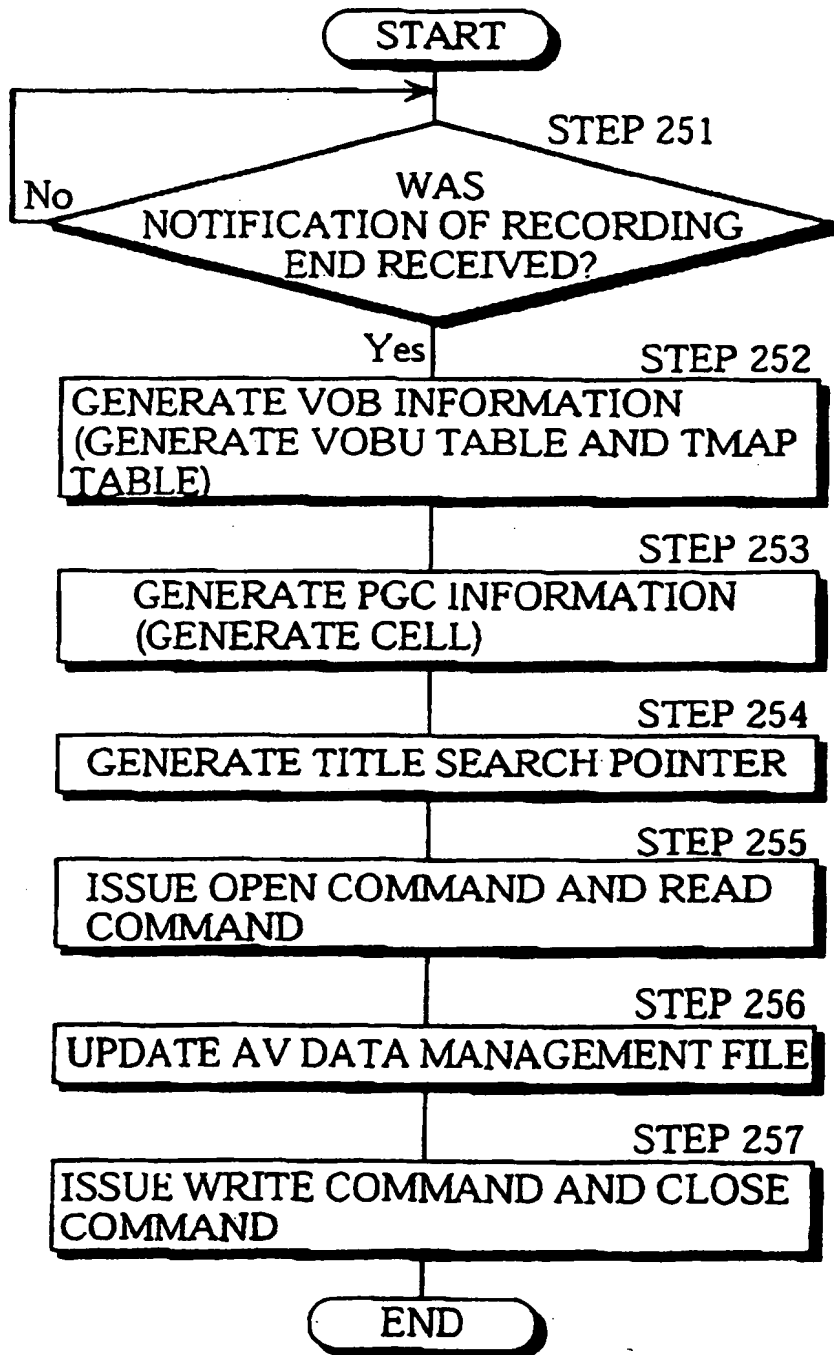 START
STEP 251
No
WAS
NOTIFICATION OF RECORDING
END RECEIVED?
Yes
STEP 252
GENERATE VOB INFORMATION
(GENERATE VOBU TABLE AND TMAP
TABLE)
STEP 253
GENERATE PGC INFORMATION
(GENERATE CELL)
STEP 254
GENERATE TITLE SEARCH POINTER
STEP 255
ISSUE OPEN COMMAND AND READ
COMMAND
STEP 256
UPDATE AV DATA MANAGEMENT FILE
STEP 257
ISSUE WRITE COMMAND AND CLOSE
COMMAND
END